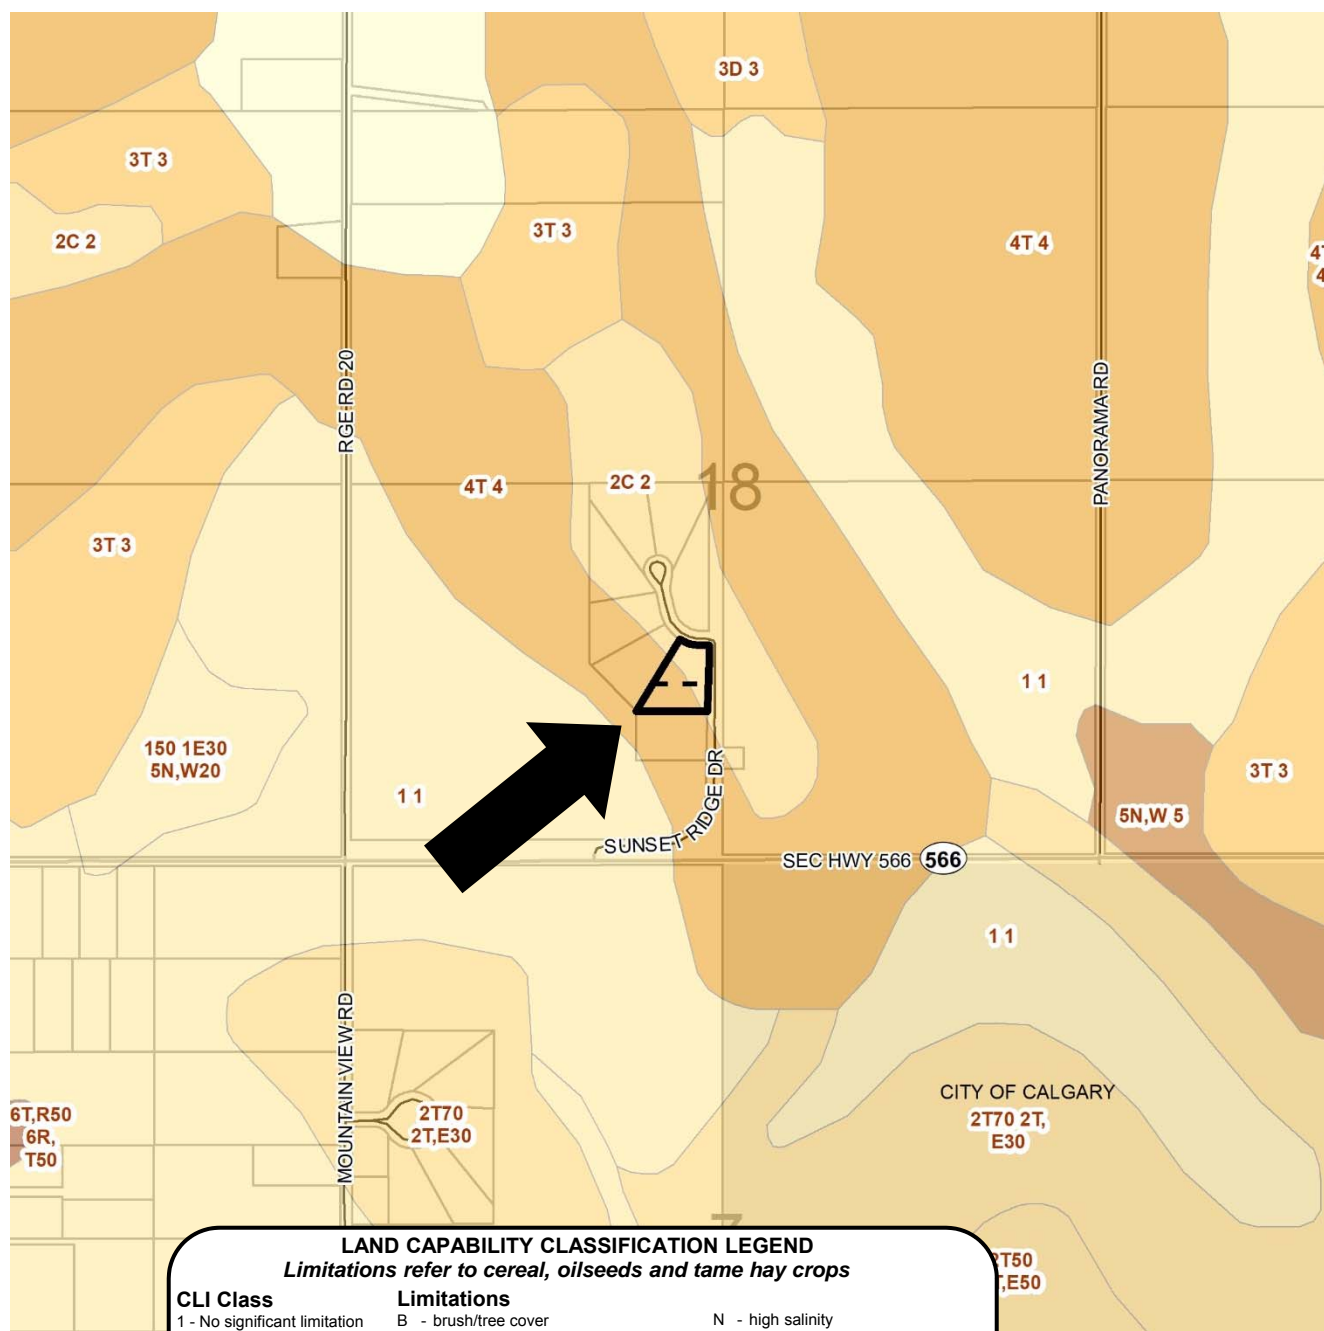 3D 3
3T 3
2C 2
3T 3
4T 4
4T
4
RGE RD 20
PANORAMA RD
4T 4
2C 2
18
3T 3
1 1
150 1E30
5N,W20
1 1
3T 3
5N,W 5
SUNSET RIDGE DR
SEC HWY 566
566
1 1
MOUNTAIN VIEW RD
CITY OF CALGARY
2T70 2T,
E30
2T70
2T,E30
6T,R50
6R,
T50
T50
,E50
LAND CAPABILITY CLASSIFICATION LEGEND
Limitations refer to cereal, oilseeds and tame hay crops
CLI Class
Limitations
1 - No significant limitation
B - brush/tree cover
N - high salinity